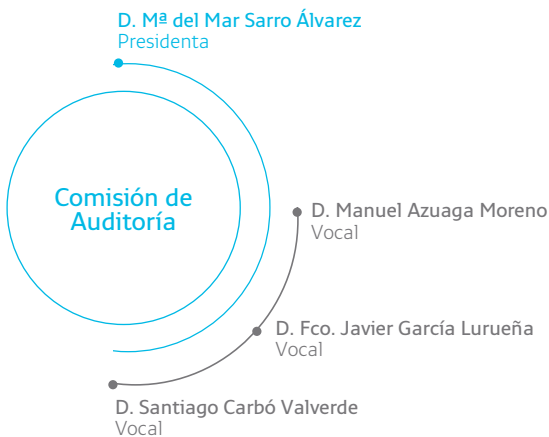 D. Mª del Mar Sarro Álvarez
Presidenta
Comisión de
Auditoría
D. Manuel Azuaga Moreno
Vocal
D. Fco. Javier García Lurueña
Vocal
D. Santiago Carbó Valverde
Vocal